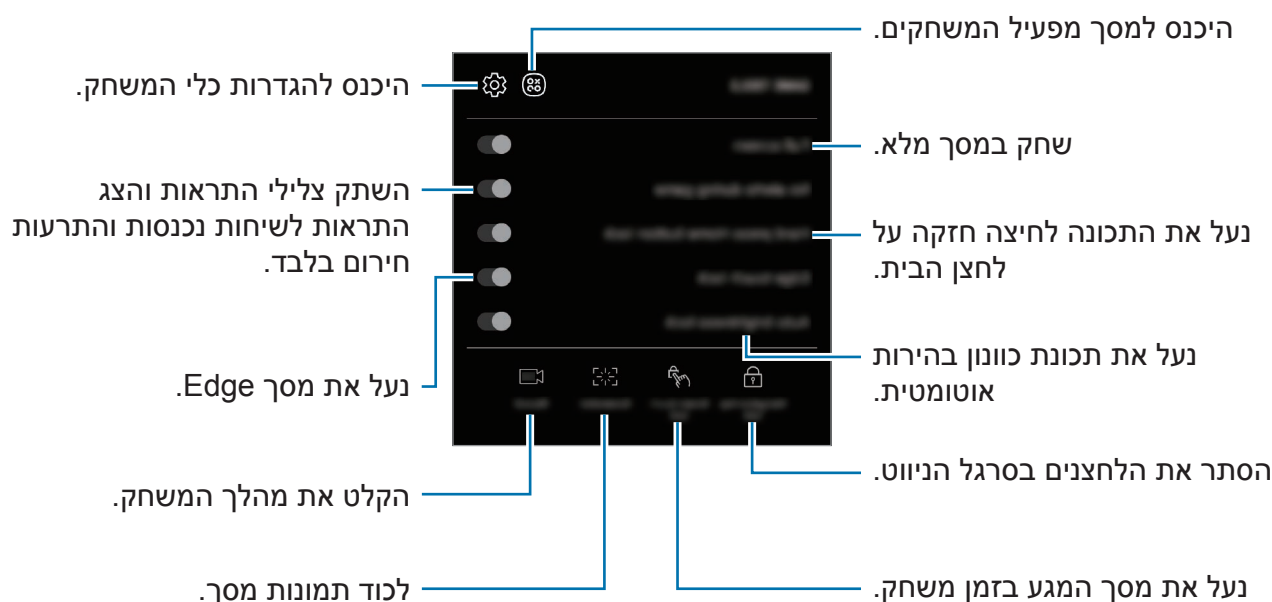 היכנס למסך מפעיל המשחקים.
היכנס להגדרות כלי המשחק.
שחק במסך מלא.
השתק צלילי התראות והצג
התראות לשיחות נכנסות והתרעות
חירום בלבד.
נעל את התכונה לחיצה חזקה על
לחצן הבית.
נעל את תכונת כוונון בהירות
אוטומטית.
נעל את מסך Edge.
הסתר את הלחצנים בסרגל הניווט.
הקלט את מהלך המשחק.
נעל את מסך המגע בזמן משחק.
לכוד תמונות מסך.